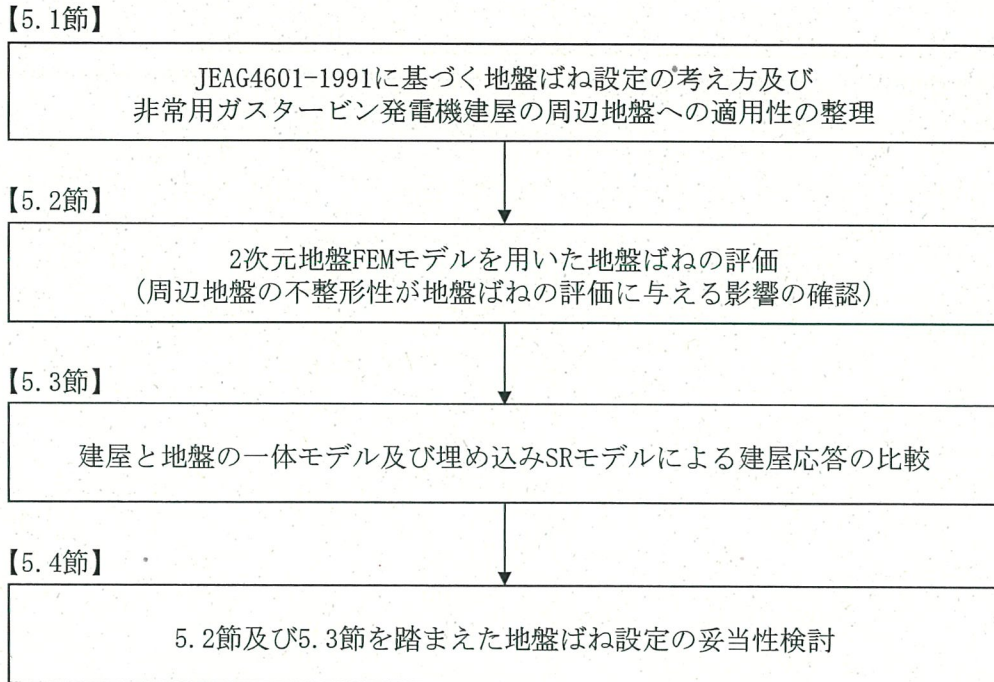 【5.1節】
JEAG4601-1991に基づく地盤ばね設定の考え方及び
非常用ガスタービン発電機建屋の周辺地盤への適用性の整理
【5.2節】
2次元地盤FEMモデルを用いた地盤ばねの評価
(周辺地盤の不整形性が地盤ばねの評価に与える影響の確認)
【5.3節】
建屋と地盤の一体モデル及び埋め込みSRモデルによる建屋応答の比較
【5.4節】
5.2節及び5.3節を踏まえた地盤ばね設定の妥当性検討